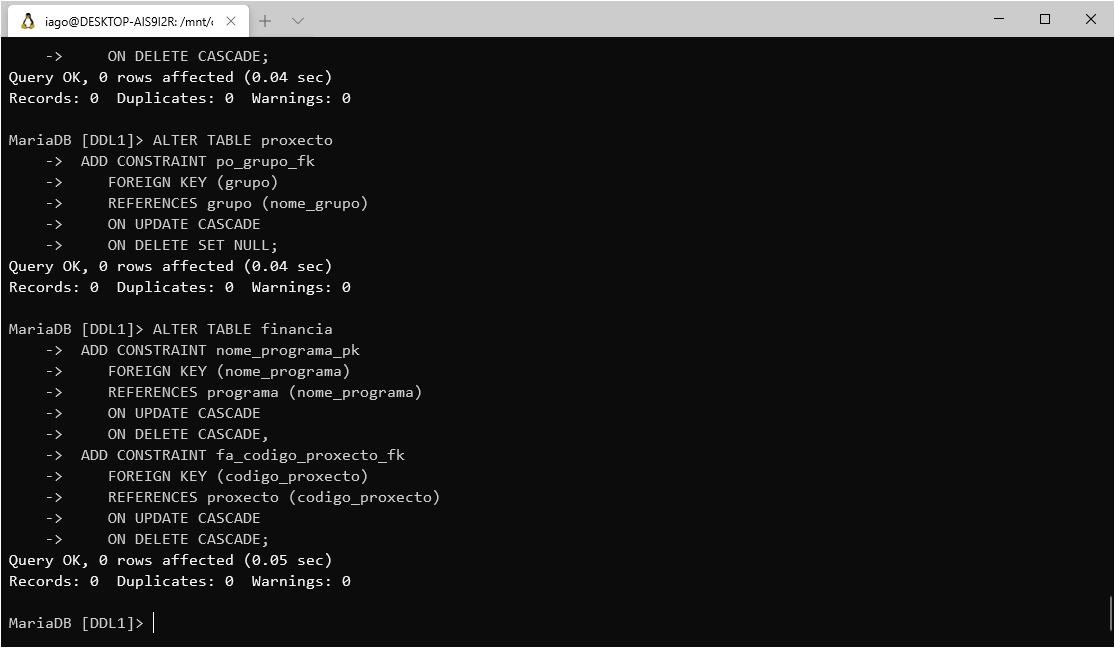 iago@DESKTOP-AIS9I2R: /mnt/
    ->     ON DELETE CASCADE;
Query OK, 0 rows affected (0.04 sec)
Records: 0  Duplicates: 0  Warnings: 0
MariaDB [DDL1]> ALTER TABLE proxecto
    ->  ADD CONSTRAINT po_grupo_fk
    ->     FOREIGN KEY (grupo)
    ->     REFERENCES grupo (nome_grupo)
    ->     ON UPDATE CASCADE
    ->     ON DELETE SET NULL;
Query OK, 0 rows affected (0.04 sec)
Records: 0  Duplicates: 0  Warnings: 0
MariaDB [DDL1]> ALTER TABLE financia
    ->  ADD CONSTRAINT nome_programa_pk
    ->     FOREIGN KEY (nome_programa)
    ->     REFERENCES programa (nome_programa)
    ->     ON UPDATE CASCADE
    ->     ON DELETE CASCADE,
    ->  ADD CONSTRAINT fa_codigo_proxecto_fk
    ->     FOREIGN KEY (codigo_proxecto)
    ->     REFERENCES proxecto (codigo_proxecto)
    ->     ON UPDATE CASCADE
    ->     ON DELETE CASCADE;
Query OK, 0 rows affected (0.05 sec)
Records: 0  Duplicates: 0  Warnings: 0
MariaDB [DDL1]>